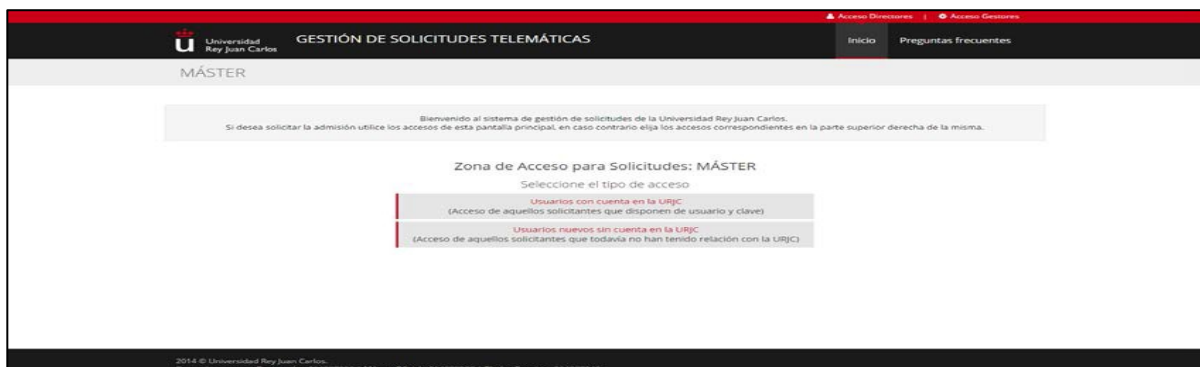 Acceso Directores | Acceso Gestores
Universidad
Rey Juan Carlos
GESTIÓN DE SOLICITUDES TELEMÁTICAS
Inicio Preguntas frecuentes
MÁSTER
Bienvenido al sistema de gestión de solicitudes de la Universidad Rey Juan Carlos.
Si desea solicitar la admisión utilice los accesos de esta pantalla principal, en caso contrario elija los accesos correspondientes en la parte superior derecha de la misma.
Zona de Acceso para Solicitudes: MÁSTER
Seleccione el tipo de acceso
Usuarios con cuenta en la URJC
(Acceso de aquellos solicitantes que disponen de usuario y clave)
Usuarios nuevos sin cuenta en la URJC
(Acceso de aquellos solicitantes que todavía no han tenido relación con la URJC)
2014 © Universidad Rey Juan Carlos.